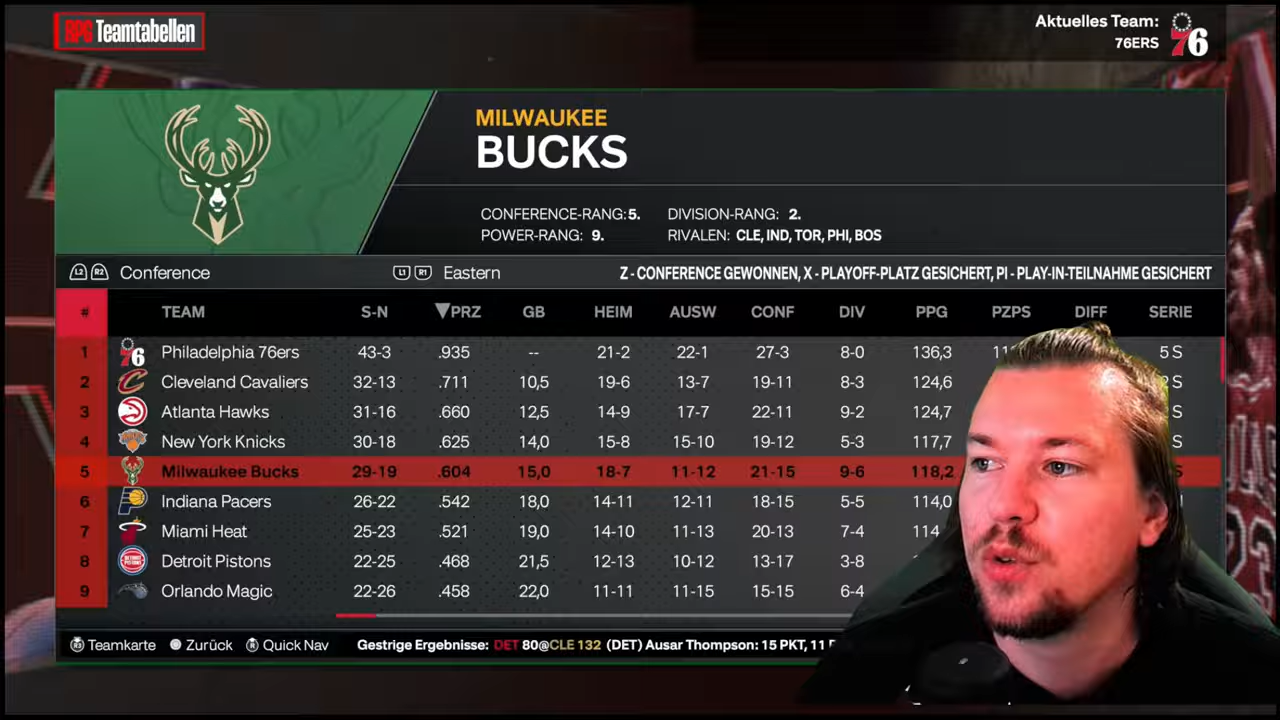 RPG Teamtabellen
Aktuelles Team:
76ERS
76
MILWAUKEE
BUCKS
CONFERENCE-RANG:5. DIVISION-RANG: 2.
POWER-RANG: 9. RIVALEN: CLE, IND, TOR, PHI, BOS
L2 R2 Conference L1 R1 Eastern Z - CONFERENCE GEWONNEN, X - PLAYOFF-PLATZ GESICHERT, PI - PLAY-IN-TEILNAHME GESICHERT
# TEAM S-N ▼PRZ GB HEIM AUSW CONF DIV PPG PZPS DIFF SERIE
1 76 Philadelphia 76ers 43-3 .935 -- 21-2 22-1 27-3 8-0 136,3 5 S
2 Cleveland Cavaliers 32-13 .711 10,5 19-6 13-7 19-11 8-3 124,6 S
3 Atlanta Hawks 31-16 .660 12,5 14-9 17-7 22-11 9-2 124,7 S
4 New York Knicks 30-18 .625 14,0 15-8 15-10 19-12 5-3 117,7 S
5 Milwaukee Bucks 29-19 .604 15,0 18-7 11-12 21-15 9-6 118,2 S
6 Indiana Pacers 26-22 .542 18,0 14-11 12-11 18-15 5-5 114,0
7 Miami Heat 25-23 .521 19,0 14-10 11-13 20-13 7-4 114
8 Detroit Pistons 22-25 .468 21,5 12-13 10-12 13-17 3-8
9 Orlando Magic 22-26 .458 22,0 11-11 11-15 15-15 6-4
R3 Teamkarte Zurück R Quick Nav Gestrige Ergebnisse: DET 80@CLE 132 (DET) Ausar Thompson: 15 PKT, 11